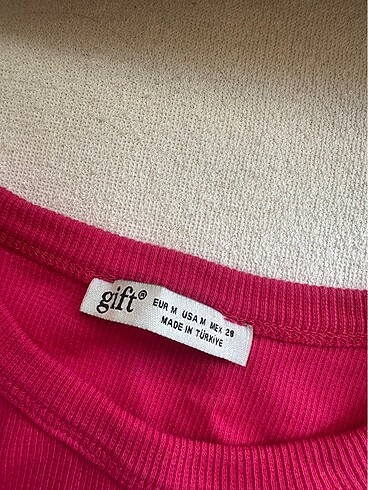 gift®
EUR M USA M MEX 28
MADE IN TÜRKİYE